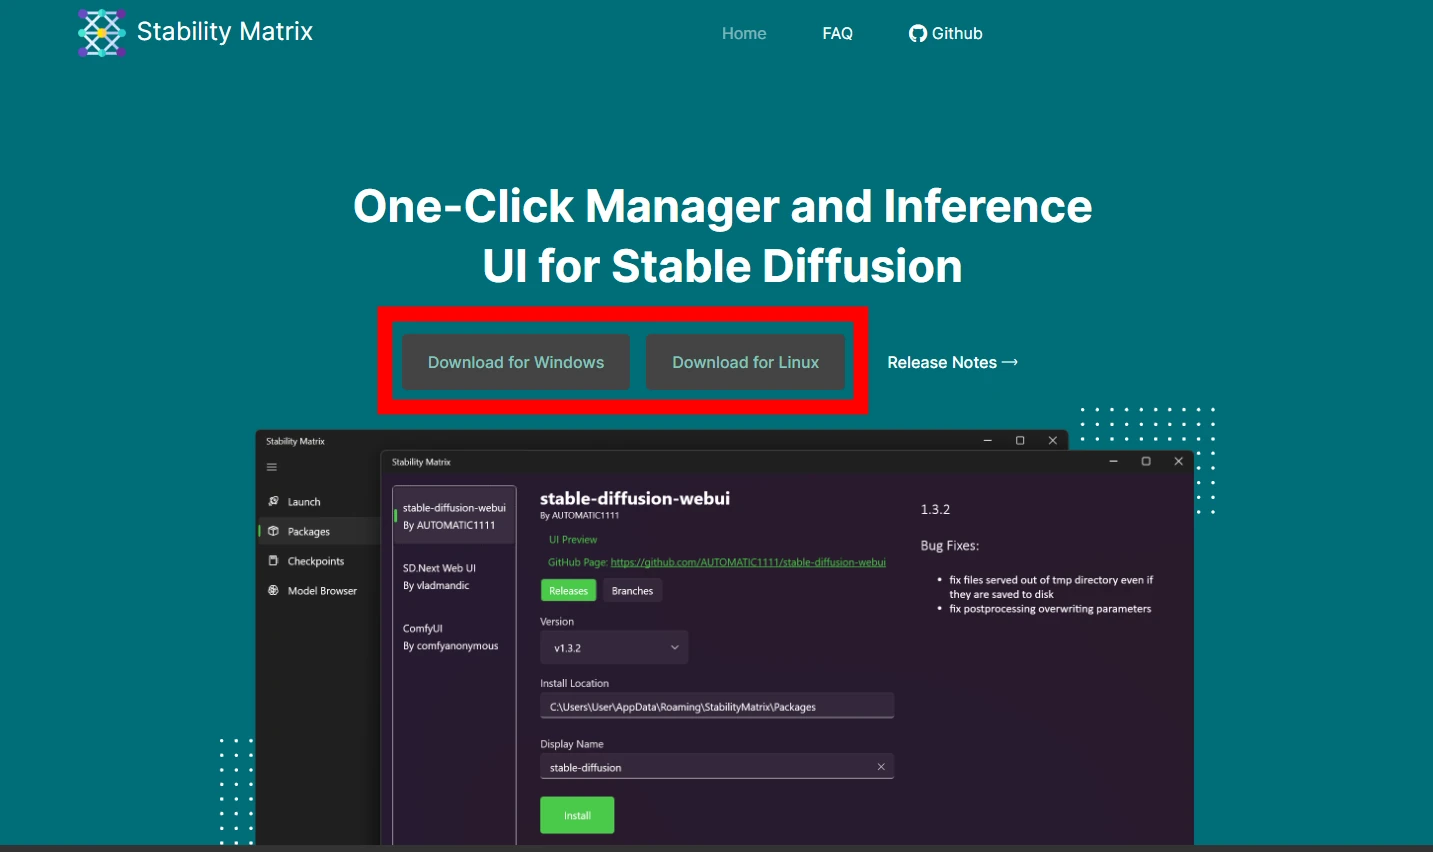 Stability Matrix
Home
FAQ
Github
One-Click Manager and Inference
UI for Stable Diffusion
Download for Windows
Download for Linux
Release Notes →
Stability Matrix
Launch
Packages
Checkpoints
Model Browser
Stability Matrix
stable-diffusion-webui
By AUTOMATIC1111
SD.Next Web UI
By vladmandic
ComfyUI
By comfyanonymous
stable-diffusion-webui
By AUTOMATIC1111
UI Preview
GitHub Page: https://github.com/AUTOMATIC1111/stable-diffusion-webui
Releases
Branches
Version
v1.3.2
Install Location
C:\Users\User\AppData\Roaming\StabilityMatrix\Packages
Display Name
stable-diffusion
Install
1.3.2
Bug Fixes:
• fix files served out of tmp directory even if
they are saved to disk
• fix postprocessing overwriting parameters